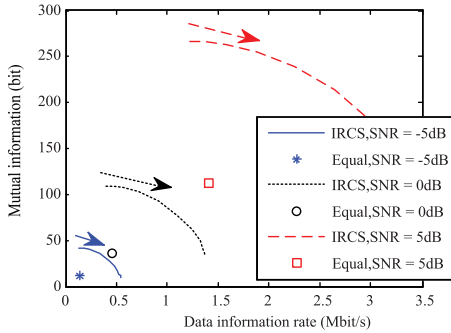 300
250
200
150
100
50
0
Mutual information (bit)
IRCS,SNR = -5dB
Equal,SNR = -5dB
IRCS,SNR = 0dB
Equal,SNR = 0dB
IRCS,SNR = 5dB
Equal,SNR = 5dB
0 0.5 1 1.5 2 2.5 3 3.5
Data information rate (Mbit/s)